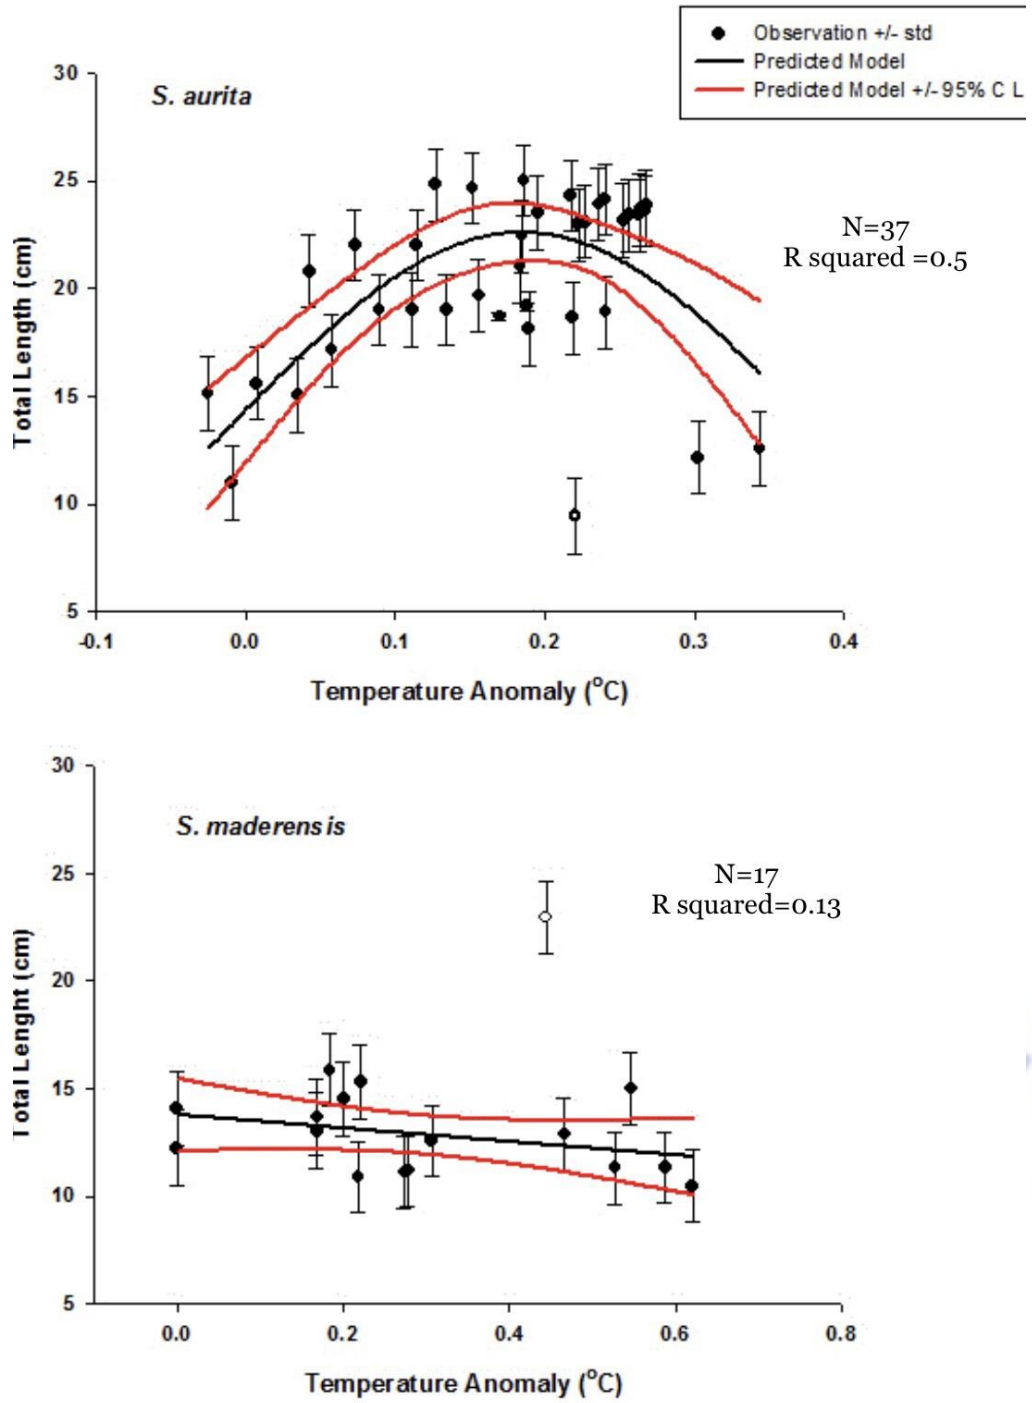 Observation +/- std
Predicted Model
Predicted Model +/- 95% C L
S. aurita
N=37
R squared =0.5
Total Length (cm)
30
25
20
15
10
5
-0.1
0.0
0.1
0.2
0.3
0.4
Temperature Anomaly (°C)
S. maderensis
N=17
R squared=0.13
Total Lenght (cm)
30
25
20
15
10
5
0.0
0.2
0.4
0.6
0.8
Temperature Anomaly (°C)